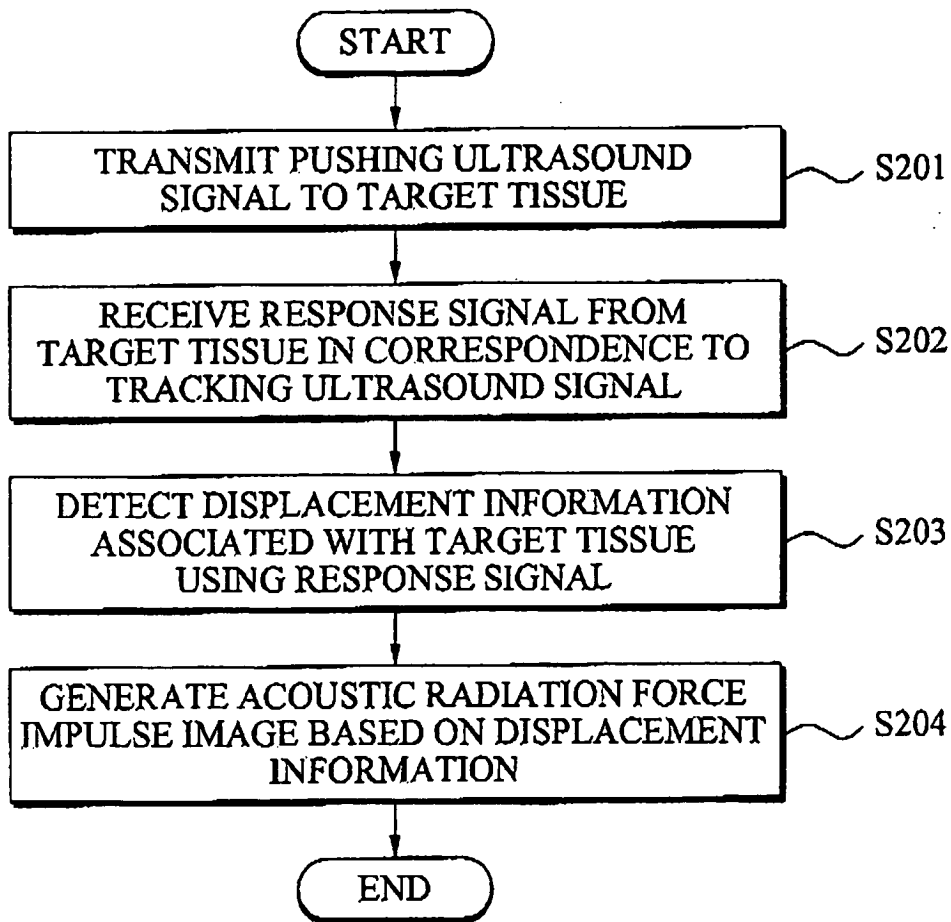 START
TRANSMIT PUSHING ULTRASOUND
SIGNAL TO TARGET TISSUE
S201
RECEIVE RESPONSE SIGNAL FROM
TARGET TISSUE IN CORRESPONDENCE TO
TRACKING ULTRASOUND SIGNAL
S202
DETECT DISPLACEMENT INFORMATION
ASSOCIATED WITH TARGET TISSUE
USING RESPONSE SIGNAL
S203
GENERATE ACOUSTIC RADIATION FORCE
IMPULSE IMAGE BASED ON DISPLACEMENT
INFORMATION
S204
END